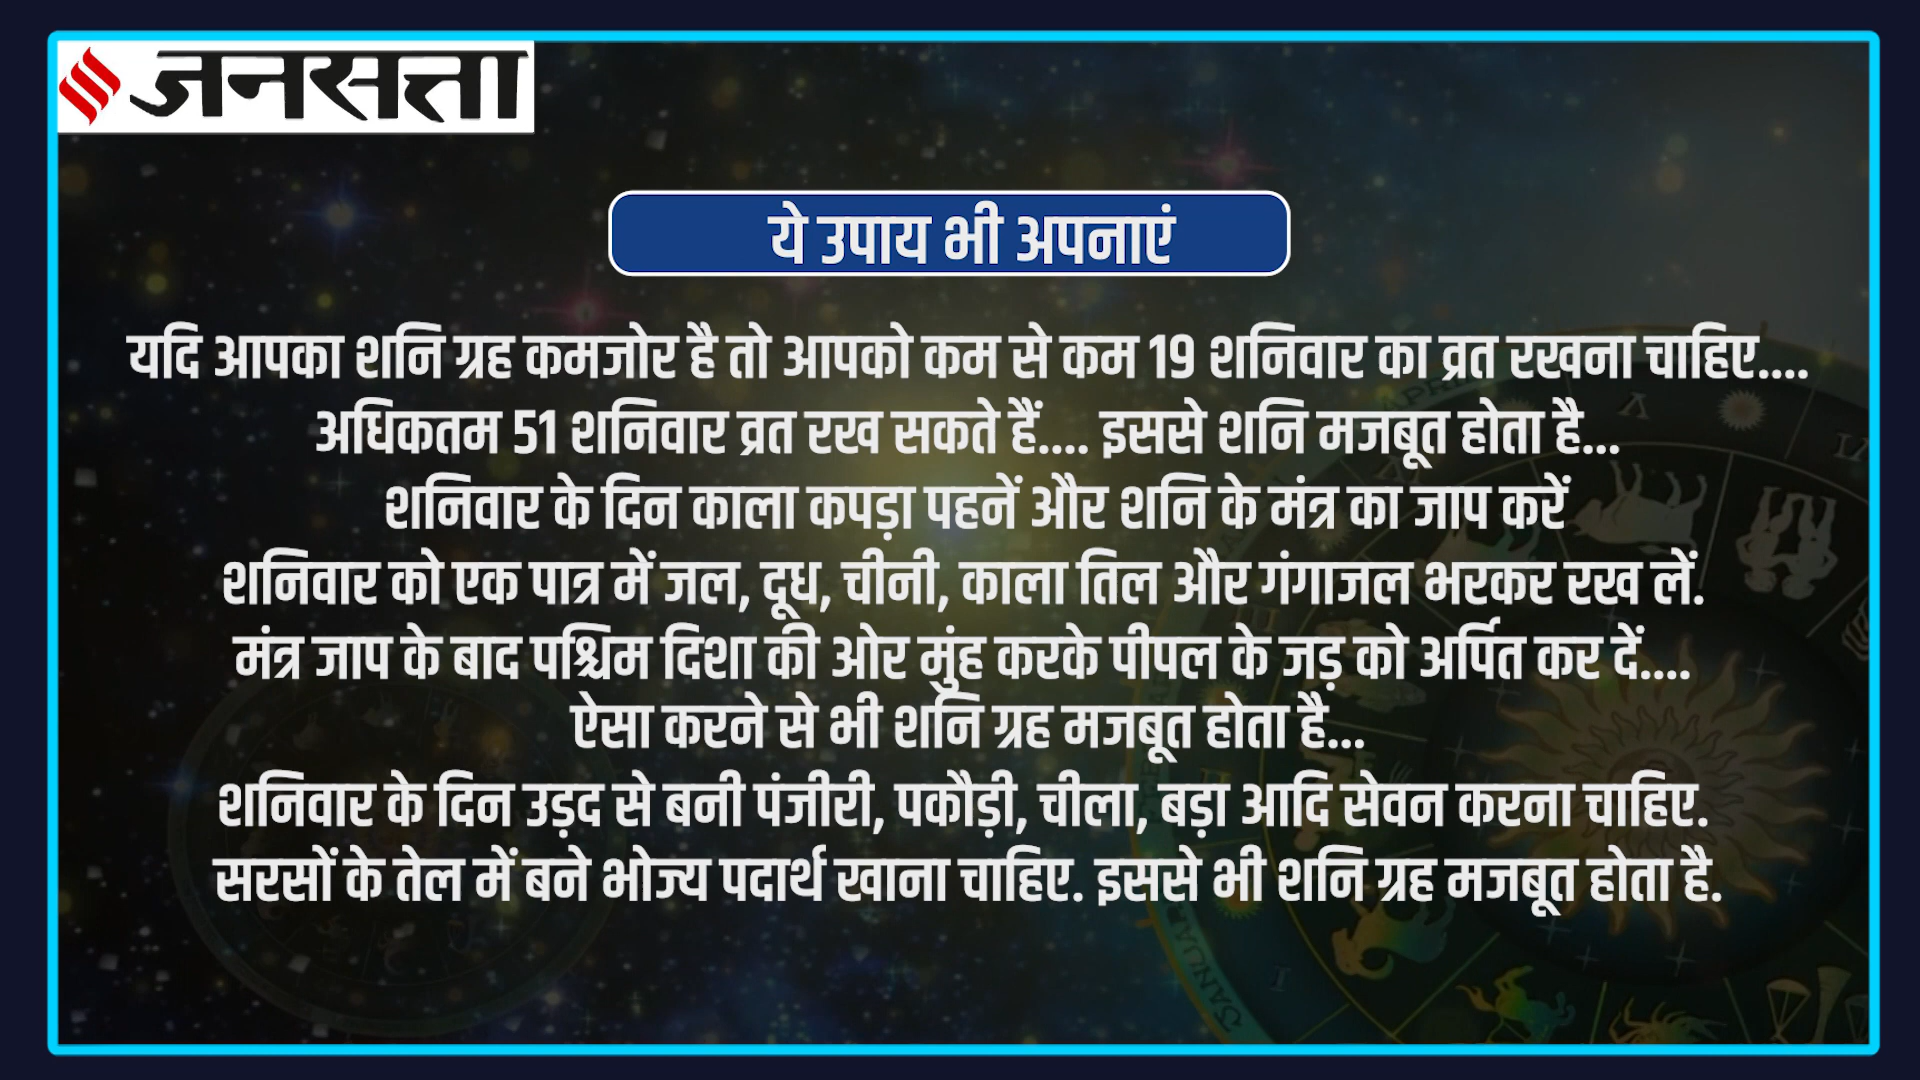 जनसत्ता
ये उपाय भी अपनाएं
यदि आपका शनि ग्रह कमजोर है तो आपको कम से कम 19 शनिवार का व्रत रखना चाहिए....
अधिकतम 51 शनिवार व्रत रख सकते हैं.... इससे शनि मजबूत होता है...
शनिवार के दिन काला कपड़ा पहनें और शनि के मंत्र का जाप करें
शनिवार को एक पात्र में जल, दूध, चीनी, काला तिल और गंगाजल भरकर रख लें.
मंत्र जाप के बाद पश्चिम दिशा की ओर मुंह करके पीपल के जड़ को अर्पित कर दें....
ऐसा करने से भी शनि ग्रह मजबूत होता है...
शनिवार के दिन उड़द से बनी पंजीरी, पकौड़ी, चीला, बड़ा आदि सेवन करना चाहिए.
सरसों के तेल में बने भोज्य पदार्थ खाना चाहिए. इससे भी शनि ग्रह मजबूत होता है.
APRIL
JANUAR